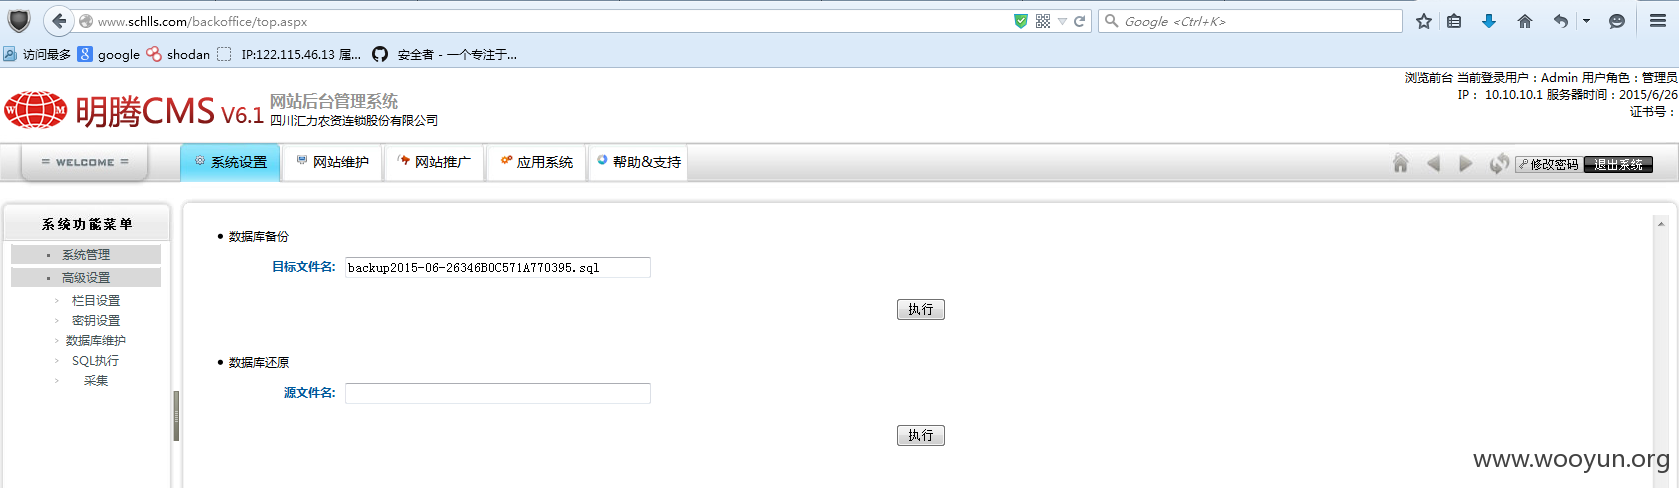 www.schlls.com/backoffice/top.aspx
Google <Ctrl+K>
访问最多 google shodan IP:122.115.46.13 属... 安全者 - 一个专注于...
浏览前台 当前登录用户：Admin 用户角色：管理员
IP： 10.10.10.1 服务器时间：2015/6/26
证书号：
WM
明腾CMS V6.1 网站后台管理系统
四川汇力农资连锁股份有限公司
= WELCOME = 系统设置 网站维护 网站推广 应用系统 帮助&支持 修改密码 退出系统
系统功能菜单
系统管理
高级设置
栏目设置
密钥设置
数据库维护
SQL执行
采集
数据库备份
目标文件名: backup2015-06-26346B0C571A770395.sql
执行
数据库还原
源文件名:
执行
www.wooyun.org